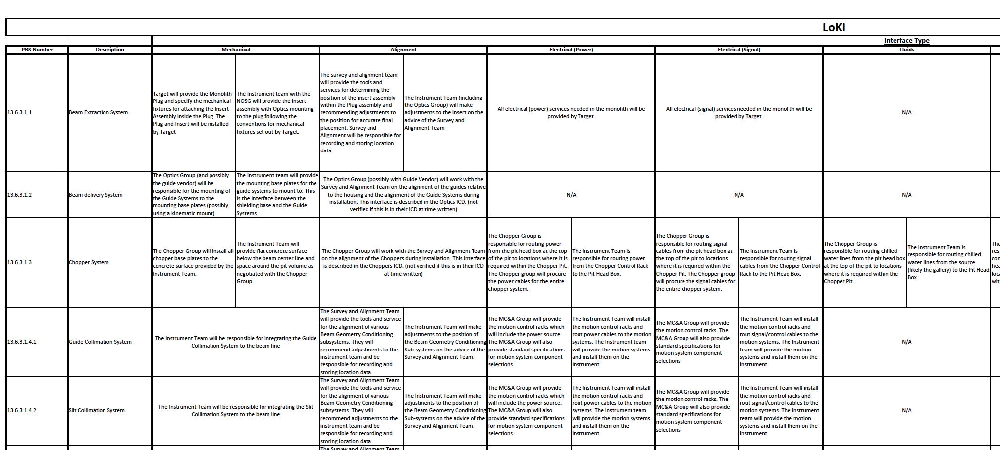 LoKI
Interface Type
PBS Number
Description
Mechanical
Alignment
Electrical (Power)
Electrical (Signal)
Fluids
13.6.3.1.1
Beam Extraction System
Target will provide the Monolith
Plug and specify the mechanical
fixtures for attaching the Insert
Assembly inside the Plug. The
Plug and Insert will be installed
by Target
The Instrument team with the
NOSG will provide the Insert
assembly with Optics mounting
to the plug following the
conventions for mechanical
fixtures set out by Target.
The survey and alignment team
will provide the tools and
services for determining the
position of the insert assembly
within the Plug assembly and
recommending adjustments to
the position for accurate final
placement. Survey and
Alignment will be responsible for
recording and storing location
data.
The Instrument Team (including
the Optics Group) will make
adjustments to the insert on the
advice of the Survey and
Alignment Team
All electrical (power) services needed in the monolith will be
provided by Target.
All electrical (signal) services needed in the monolith will be
provided by Target.
N/A
13.6.3.1.2
Beam delivery System
The Optics Group (and possibly
the guide vendor) will be
responsible for the mounting of
the Guide Systems to the
mounting base plates (possibly
using a kinematic mount)
The Instrument team will provide
the mounting base plates for the
guide systems to mount to. This
is the interface between the
shielding base and the Guide
Systems
The Optics Group (possibly with Guide Vendor) will work with the
Survey and Alignment Team on the alignment of the guides relative
to the housing and the alignment of the Guide Systems during
installation. This interface is described in the Optics ICD. (not
verified if this is in their ICD at time written)
N/A
N/A
N/A
13.6.3.1.3
Chopper System
The Chopper Group will install all
chopper base plates to the
concrete surface provided by the
Instrument Team.
The Instrument Team will
provide flat concrete surface
below the beam center line and
space around the pit volume as
negotiated with the Chopper
Group
The Chopper Group will work with the Survey and Alignment Team
on the alignment of the Choppers during installation. This interface
is described in the Choppers ICD. (not verified if this is in their ICD
at time written)
The Chopper Group is
responsible for routing power
from the pit head box at the top
of the pit to locations where it is
required within the Chopper Pit.
The Chopper group will procure
the power cables for the entire
chopper system.
The Instrument Team is
responsible for routing power
from the Chopper Control Rack
to the Pit Head Box.
The Chopper Group is
responsible for routing signal
cables from the pit head box at
the top of the pit to locations
where it is required within the
Chopper Pit. The Chopper group
will procure the signal cables for
the entire chopper system.
The Instrument Team is
responsible for routing signal
cables from the Chopper Control
Rack to the Pit Head Box.
The Chopper Group is
responsible for routing chilled
water lines from the pit head box
at the top of the pit to locations
where it is required within the
Chopper Pit.
The Instrument Team is
responsible for routing chilled
water lines from the source
(likely the gallery) to the Pit Head
Box.
The
13.6.3.1.4.1
Guide Collimation System
The Instrument Team will be responsible for integrating the Guide
Collimation System to the beam line
The Survey and Alignment Team
will provide the tools and service
for the alignment of various
Beam Geometry Conditioning
subsystems. They will
recommend adjustments to the
instrument team and be
responsible for recording and
storing location data
The Instrument Team will make
adjustments to the position of
the Beam Geometry Conditioning
Sub-systems on the advice of the
Survey and Alignment Team.
The MC&A Group will provide
the motion control racks which
will include the power source.
The MC&A Group will also
provide standard specifications
for motion system component
selections
The Instrument Team will install
the motion control racks and
rout power cables to the motion
systems. The Instrument team
will provide the motion systems
and install them on the
instrument
The MC&A Group will provide
the motion control racks. The
MC&A Group will also provide
standard specifications for
motion system component
selections
The Instrument Team will install
the motion control racks and
rout signal/control cables to the
motion systems. The Instrument
team will provide the motion
systems and install them on the
instrument
N/A
13.6.3.1.4.2
Slit Collimation System
The Instrument Team will be responsible for integrating the Slit
Collimation System to the beam line
The Survey and Alignment Team
will provide the tools and service
for the alignment of various
Beam Geometry Conditioning
subsystems. They will
recommend adjustments to the
instrument team and be
responsible for recording and
storing location data
The Instrument Team will make
adjustments to the position of
the Beam Geometry Conditioning
Sub-systems on the advice of the
Survey and Alignment Team.
The MC&A Group will provide
the motion control racks which
will include the power source.
The MC&A Group will also
provide standard specifications
for motion system component
selections
The Instrument Team will install
the motion control racks and
rout power cables to the motion
systems. The Instrument team
will provide the motion systems
and install them on the
instrument
The MC&A Group will provide
the motion control racks. The
MC&A Group will also provide
standard specifications for
motion system component
selections
The Instrument Team will install
the motion control racks and
rout signal/control cables to the
motion systems. The Instrument
team will provide the motion
systems and install them on the
instrument
N/A
The Survey and Alignment Team